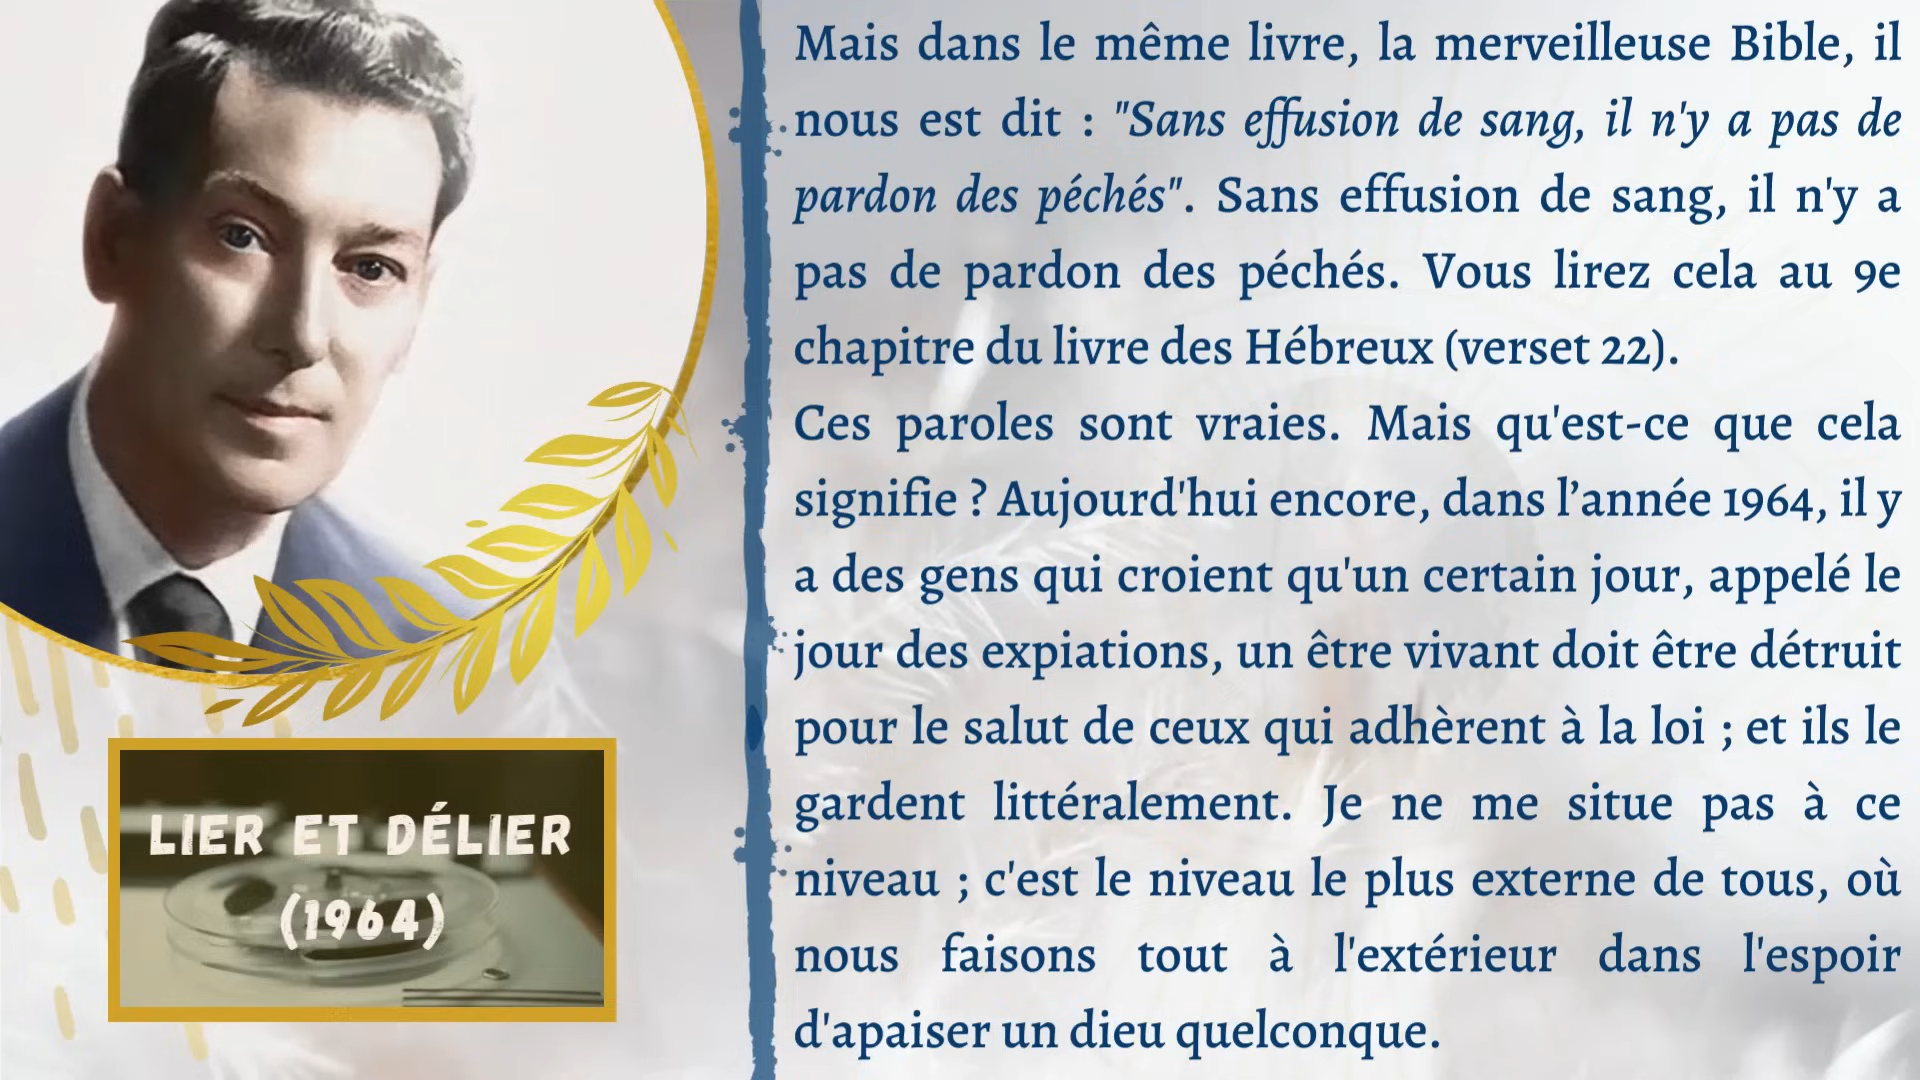 Mais dans le même livre, la merveilleuse Bible, il
nous est dit : "Sans effusion de sang, il n'y a pas de
pardon des péchés". Sans effusion de sang, il n'y a
pas de pardon des péchés. Vous lirez cela au 9e
chapitre du livre des Hébreux (verset 22).
Ces paroles sont vraies. Mais qu'est-ce que cela
signifie ? Aujourd'hui encore, dans l’année 1964, il y
a des gens qui croient qu'un certain jour, appelé le
jour des expiations, un être vivant doit être détruit
pour le salut de ceux qui adhèrent à la loi ; et ils le
gardent littéralement. Je ne me situe pas à ce
niveau ; c'est le niveau le plus externe de tous, où
nous faisons tout à l'extérieur dans l'espoir
d'apaiser un dieu quelconque.
LIER ET DÉLIER
(1964)